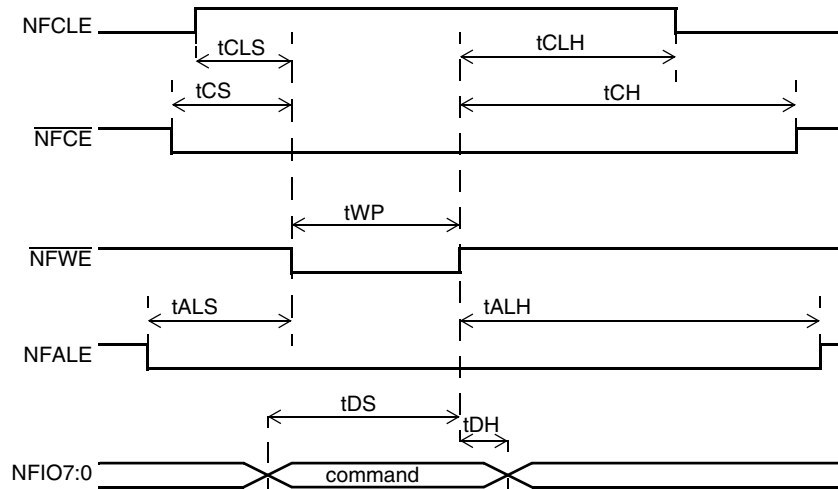 NFCLE
tCLS
tCLH
tCS
tCH
NFCE
tWP
NFWE
tALS
tALH
NFALE
tDS
tDH
NFIO7:0
command